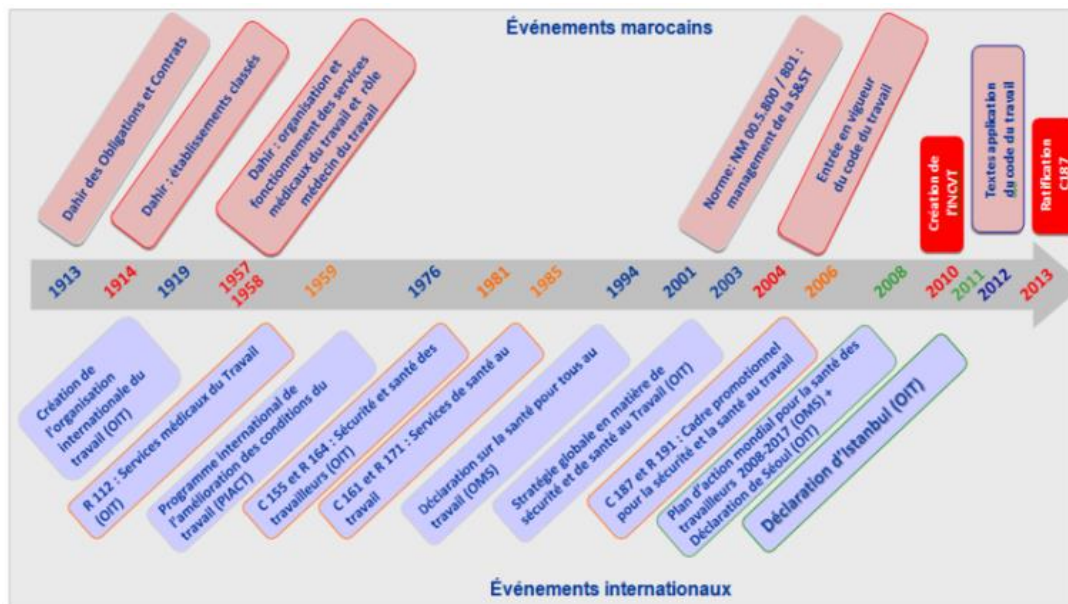 Événements marocains
Dahir des Obligations et Contrats
Dahir : établissements classés
Dahir : organisation et
fonctionnement des services
médicaux du travail et rôle
médecin du travail
Norme: NM 00.5.800 / 801 :
management de la S&ST
Entrée en vigueur
du code du travail
Création de
l'INCVT
Textes application
du code du travail
Ratification
C187
1913
1914
1919
1957
1958
1959
1976
1981
1985
1994
2001
2003
2004
2006
2008
2010
2011
2012
2013
Création de
l'organisation
internationale du
travail (OIT)
R 112 : Services médicaux du Travail
(OIT)
Programme international de
l'amélioration des conditions du
travail (PIACT)
C 155 et R 164 : Sécurité et santé des
travailleurs (OIT)
C 161 et R 171 : Services de santé au
travail
Déclaration sur la santé pour tous au
travail (OMS)
Stratégie globale en matière de
sécurité et de santé au Travail (OIT)
C 187 et R 191 : Cadre promotionnel
pour la sécurité et la santé au travail
Plan d'action mondial pour la santé des
travailleurs 2008-2017 (OMS) +
Déclaration de Séoul (OIT)
Déclaration d'Istanbul (OIT)
Événements internationaux